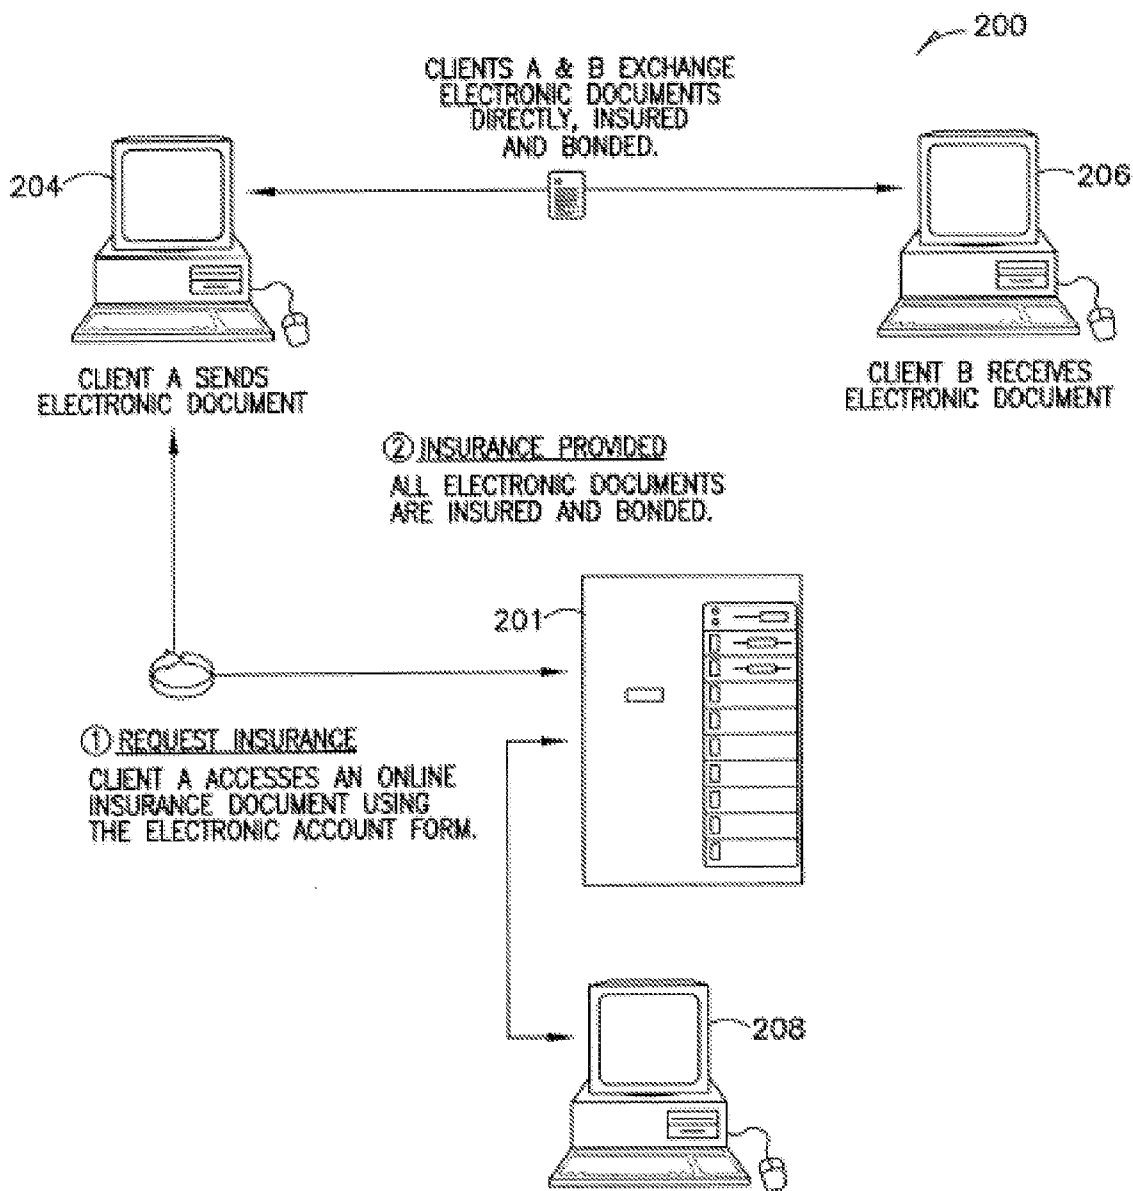 200
CLIENTS A & B EXCHANGE
ELECTRONIC DOCUMENTS
DIRECTLY, INSURED
AND BONDED.
204
206
CLIENT A SENDS
ELECTRONIC DOCUMENT
CLIENT B RECEIVES
ELECTRONIC DOCUMENT
② INSURANCE PROVIDED
ALL ELECTRONIC DOCUMENTS
ARE INSURED AND BONDED.
201
① REQUEST INSURANCE
CLIENT A ACCESSES AN ONLINE
INSURANCE DOCUMENT USING
THE ELECTRONIC ACCOUNT FORM.
208